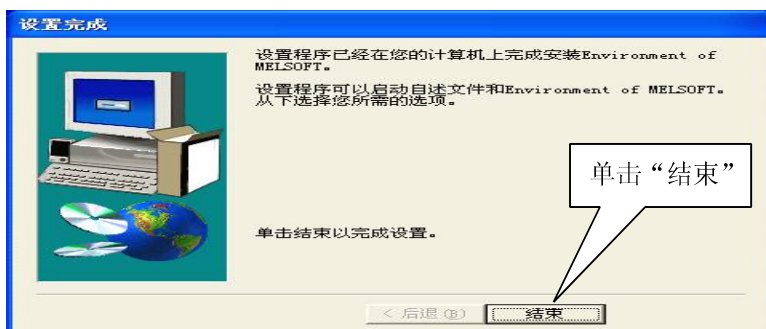 设置完成
设置程序已经在您的计算机上完成安装Environment of
MELSOFT。
设置程序可以启动自述文件和Environment of MELSOFT。
从下选择您所需的选项。
单击“结束”
单击结束以完成设置。
< 后退(B)
结束